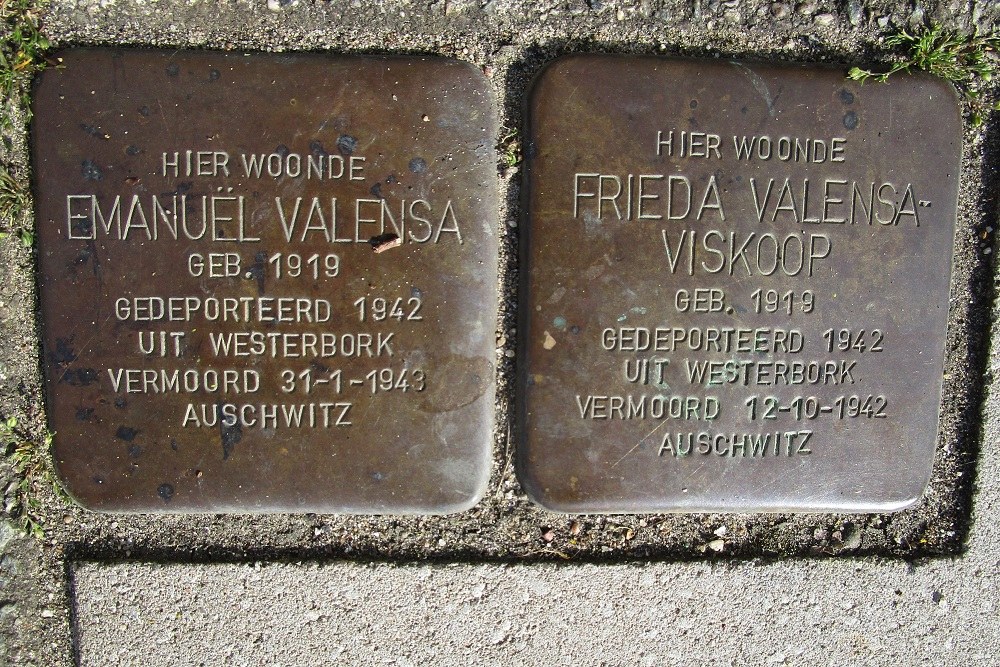 HIER WOONDE
EMANUËL VALENSA
GEB. 1919
GEDEPORTEERD 1942
UIT WESTERBORK
VERMOORD 31-1-1943
AUSCHWITZ
HIER WOONDE
FRIEDA VALENSA-
VISKOOP
GEB. 1919
GEDEPORTEERD 1942
UIT WESTERBORK
VERMOORD 12-10-1942
AUSCHWITZ